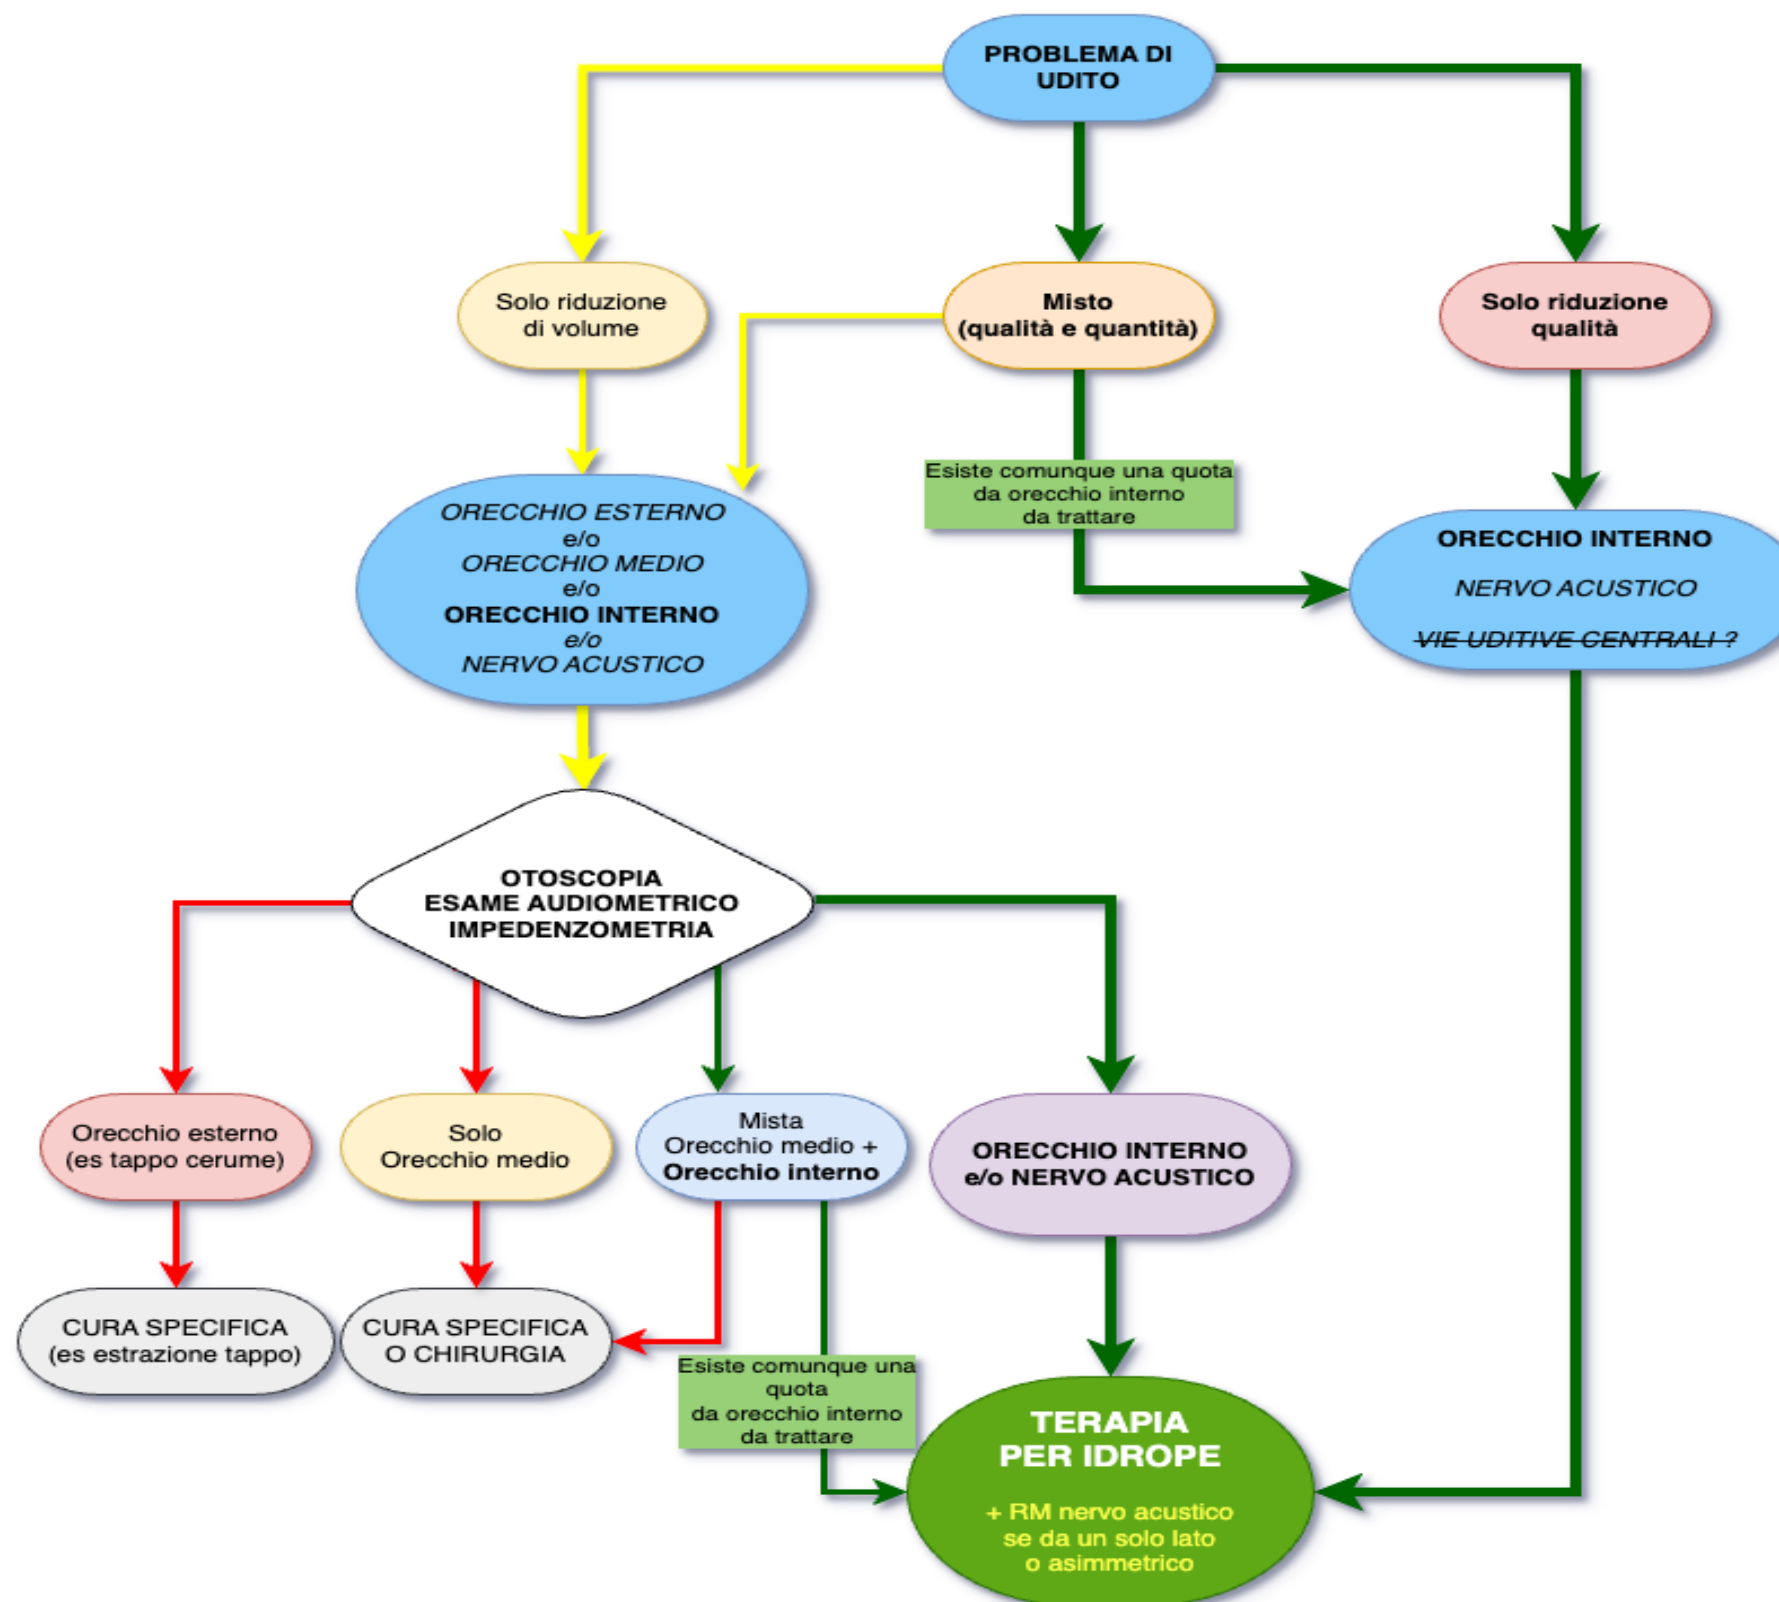 PROBLEMA DI
UDITO
Solo riduzione
di volume
Misto
(qualità e quantità)
Solo riduzione
qualità
Esiste comunque una quota
da orecchio interno
da trattare
ORECCHIO ESTERNO
e/o
ORECCHIO MEDIO
e/o
ORECCHIO INTERNO
e/o
NERVO ACUSTICO
ORECCHIO INTERNO
NERVO ACUSTICO
VIE UDITIVE CENTRALI ?
OTOSCOPIA
ESAME AUDIOMETRICO
IMPEDENZOMETRIA
Orecchio esterno
(es tappo cerume)
Solo
Orecchio medio
Mista
Orecchio medio +
Orecchio interno
ORECCHIO INTERNO
e/o NERVO ACUSTICO
CURA SPECIFICA
(es estrazione tappo)
CURA SPECIFICA
O CHIRURGIA
Esiste comunque una
quota
da orecchio interno
da trattare
TERAPIA
PER IDROPE
+ RM nervo acustico
se da un solo lato
o asimmetrico